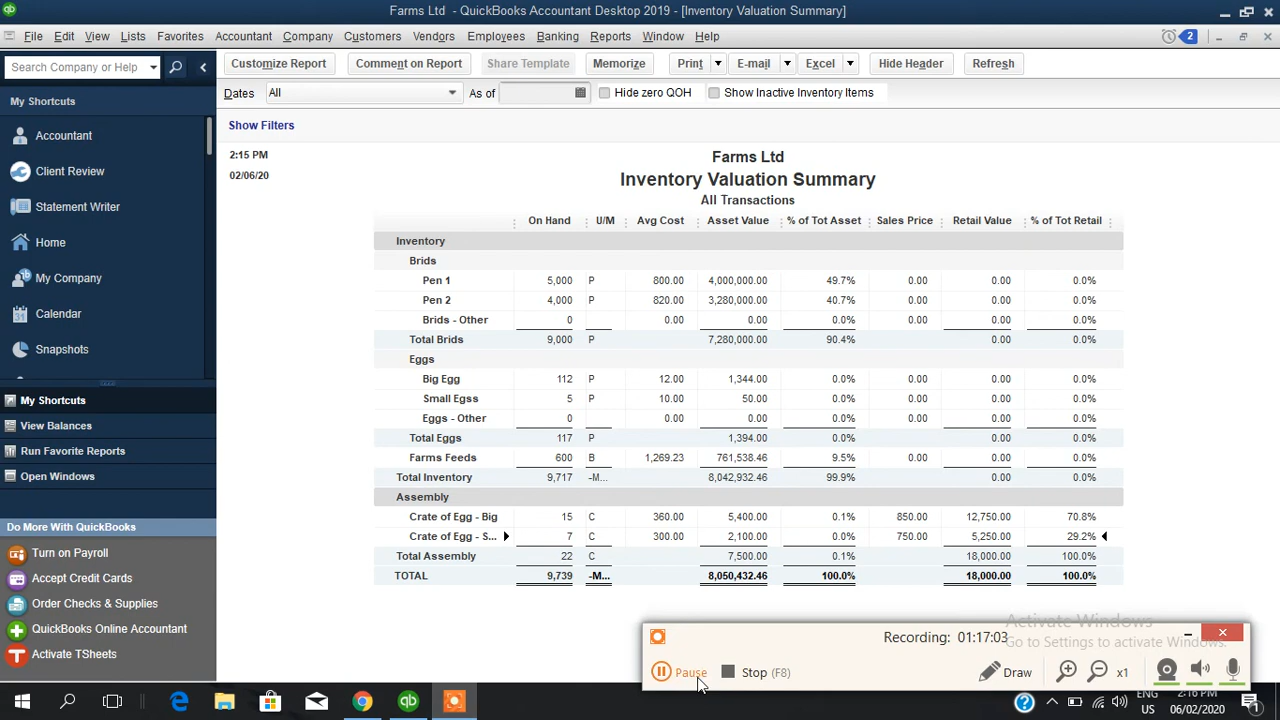 Farms Ltd - QuickBooks Accountant Desktop 2019 - [Inventory Valuation Summary]
File Edit View Lists Favorites Accountant Company Customers Vendors Employees Banking Reports Window Help 2
Search Company or Help
Customize Report Comment on Report Share Template Memorize Print E-mail Excel Hide Header Refresh
My Shortcuts
Dates All As of Hide zero QOH Show Inactive Inventory Items
Show Filters
Accountant
Client Review
Statement Writer
Home
My Company
Calendar
Snapshots
My Shortcuts
View Balances
Run Favorite Reports
Open Windows
Do More With QuickBooks
Turn on Payroll
Accept Credit Cards
Order Checks & Supplies
QuickBooks Online Accountant
Activate TSheets
2:15 PM
02/06/20
Farms Ltd
Inventory Valuation Summary
All Transactions
On Hand U/M Avg Cost Asset Value % of Tot Asset Sales Price Retail Value % of Tot Retail
Inventory
Brids
Pen 1 5,000 P 800.00 4,000,000.00 49.7% 0.00 0.00 0.0%
Pen 2 4,000 P 820.00 3,280,000.00 40.7% 0.00 0.00 0.0%
Brids - Other 0 0.00 0.00 0.0% 0.00 0.00 0.0%
Total Brids 9,000 P 7,280,000.00 90.4% 0.00 0.0%
Eggs
Big Egg 112 P 12.00 1,344.00 0.0% 0.00 0.00 0.0%
Small Egss 5 P 10.00 50.00 0.0% 0.00 0.00 0.0%
Eggs - Other 0 0.00 0.00 0.0% 0.00 0.00 0.0%
Total Eggs 117 P 1,394.00 0.0% 0.00 0.0%
Farms Feeds 600 B 1,269.23 761,538.46 9.5% 0.00 0.00 0.0%
Total Inventory 9,717 -M... 8,042,932.46 99.9% 0.00 0.0%
Assembly
Crate of Egg - Big 15 C 360.00 5,400.00 0.1% 850.00 12,750.00 70.8%
Crate of Egg - S... 7 C 300.00 2,100.00 0.0% 750.00 5,250.00 29.2%
Total Assembly 22 C 7,500.00 0.1% 18,000.00 100.0%
TOTAL 9,739 -M... 8,050,432.46 100.0% 18,000.00 100.0%
Activate Windows
Go to Settings to activate Windows.
Recording: 01:17:03
Pause Stop (F8) Draw x1
ENG
US
2:16 PM
06/02/2020
1